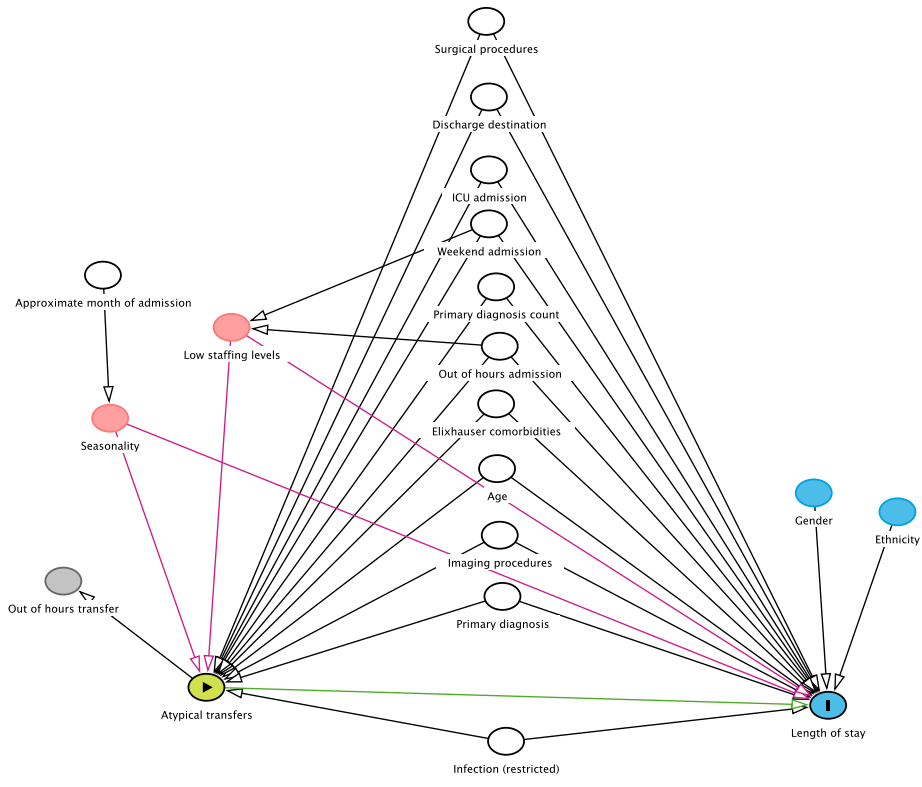 Surgical procedures
Discharge destination
ICU admission
Weekend admission
Approximate month of admission
Primary diagnosis count
Low staffing levels
Out of hours admission
Elixhauser comorbidities
Seasonality
Age
Gender
Ethnicity
Imaging procedures
Out of hours transfer
Primary diagnosis
Atypical transfers
Length of stay
Infection (restricted)